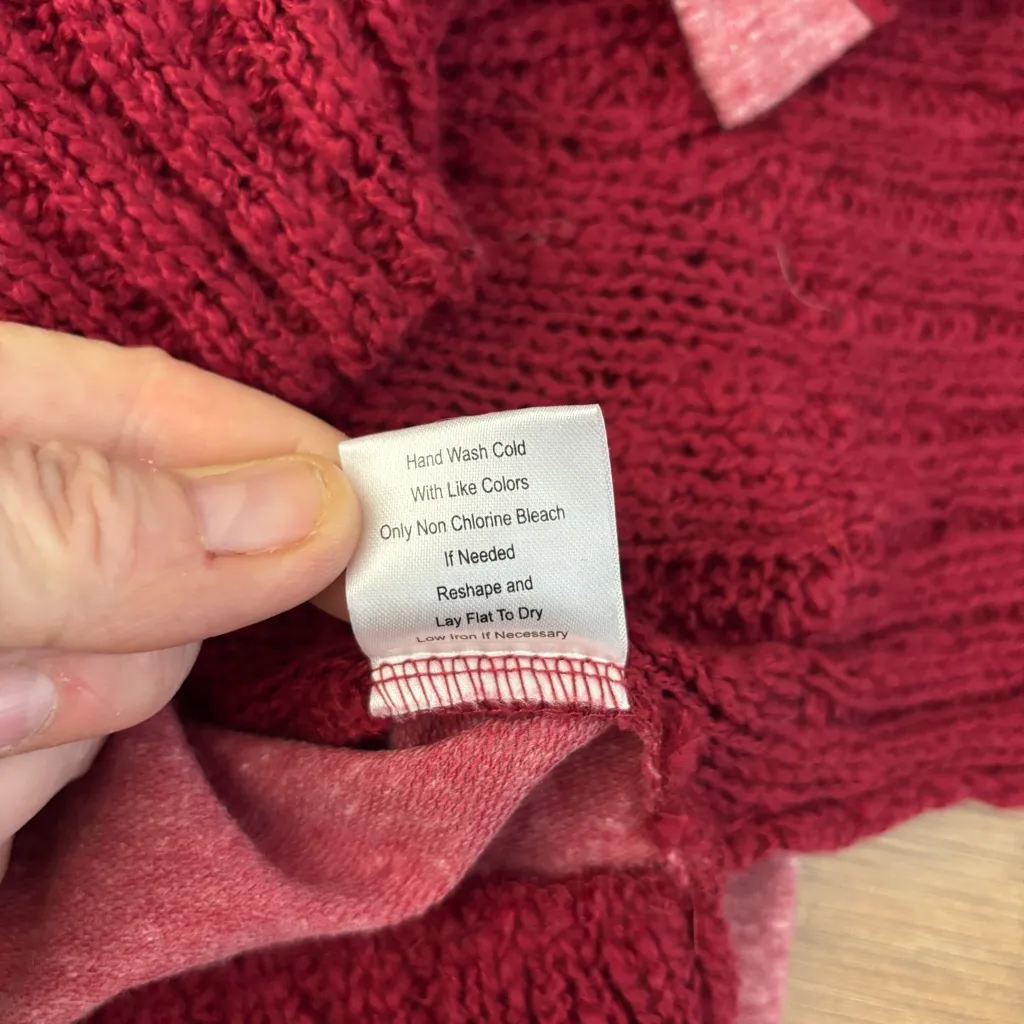 Hand Wash Cold
With Like Colors
Only Non Chlorine Bleach
If Needed
Reshape and
Lay Flat To Dry
Low Iron If Necessary